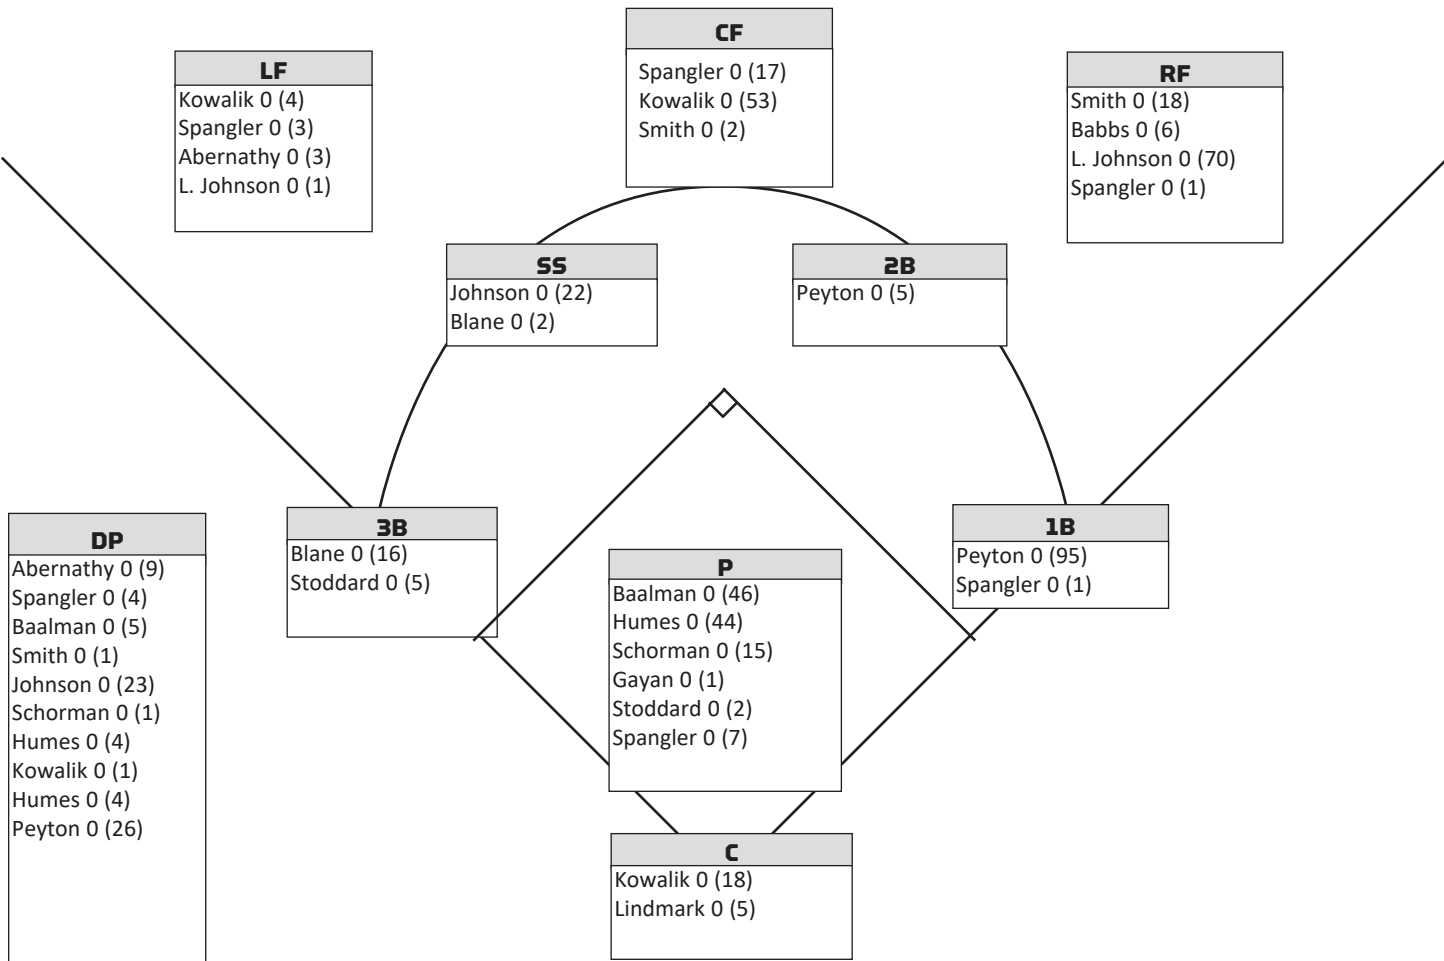 CF
Spangler 0 (17)
Kowalik 0 (53)
Smith 0 (2)
LF
Kowalik 0 (4)
Spangler 0 (3)
Abernathy 0 (3)
L. Johnson 0 (1)
RF
Smith 0 (18)
Babbs 0 (6)
L. Johnson 0 (70)
Spangler 0 (1)
SS
Johnson 0 (22)
Blane 0 (2)
2B
Peyton 0 (5)
3B
Blane 0 (16)
Stoddard 0 (5)
1B
Peyton 0 (95)
Spangler 0 (1)
DP
Abernathy 0 (9)
Spangler 0 (4)
Baalman 0 (5)
Smith 0 (1)
Johnson 0 (23)
Schorman 0 (1)
Humes 0 (4)
Kowalik 0 (1)
Humes 0 (4)
Peyton 0 (26)
P
Baalman 0 (46)
Humes 0 (44)
Schorman 0 (15)
Gayan 0 (1)
Stoddard 0 (2)
Spangler 0 (7)
C
Kowalik 0 (18)
Lindmark 0 (5)